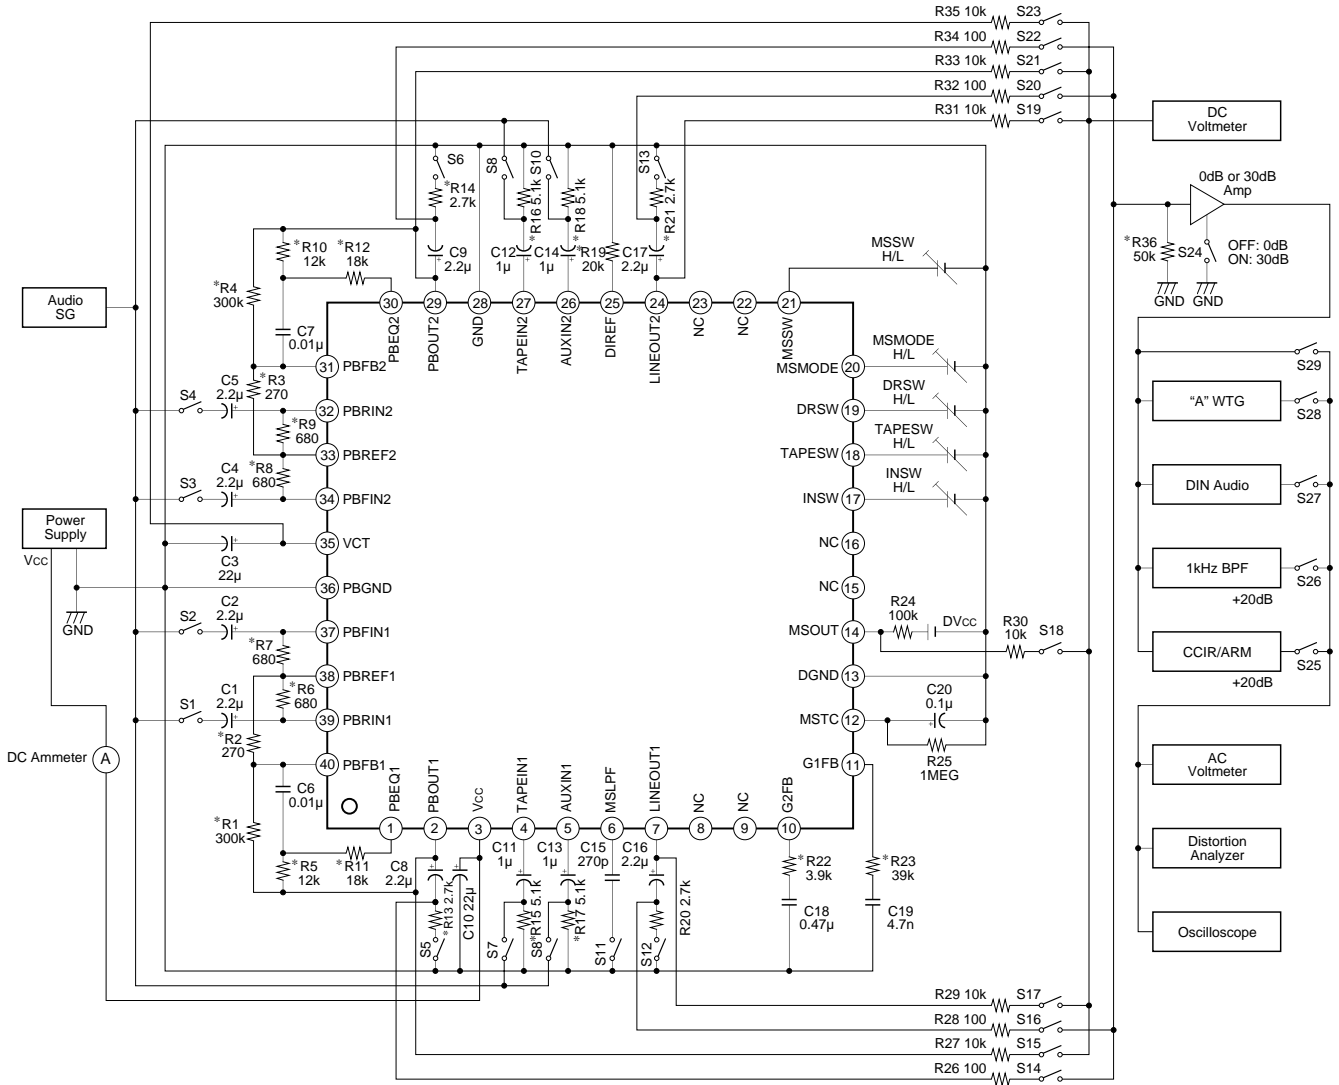 R35 10k S23
R34 100 S22
R33 10k S21
R32 100 S20
R31 10k S19
DC
Voltmeter
0dB or 30dB
Amp
*R36
50k
S24
OFF: 0dB
ON: 30dB
GND
GND
S6
*R14
2.7k
C9
2.2μ
S8
*R16 5.1k
C12
1μ
S10
*R18 5.1k
C14
1μ
*R19
20k
S13
*R21 2.7k
C17
2.2μ
MSSW
H/L
*R10
12k
*R12
18k
*R4
300k
C7
0.01μ
Audio
SG
30
29
28
27
26
25
24
23
22
21
PBEQ2
PBOUT2
GND
TAPEIN2
AUXIN2
DIREF
LINEOUT2
NC
NC
MSSW
31 PBFB2
32 PBRIN2
33 PBREF2
34 PBFIN2
35 VCT
36 PBGND
37 PBFIN1
38 PBREF1
39 PBRIN1
40 PBFB1
MSMODE 20
DRSW 19
TAPESW 18
INSW 17
NC 16
NC 15
MSOUT 14
DGND 13
MSTC 12
G1FB 11
MSMODE
H/L
DRSW
H/L
TAPESW
H/L
INSW
H/L
S4
C5
2.2μ
*R3
270
*R9
680
S3
C4
2.2μ
*R8
680
Power
Supply
Vcc
GND
C3
22μ
S2
C2
2.2μ
*R7
680
S1
C1
2.2μ
*R6
680
*R2
270
DC Ammeter A
C6
0.01μ
*R1
300k
*R5
12k
*R11
18k
R24
100k
DVcc
R30
10k
S18
C20
0.1μ
R25
1MEG
S29
“A” WTG
S28
DIN Audio
S27
1kHz BPF
S26
+20dB
CCIR/ARM
S25
+20dB
AC
Voltmeter
Distortion
Analyzer
Oscilloscope
PBEQ1
PBOUT1
Vcc
TAPEIN1
AUXIN1
MSLPF
LINEOUT1
NC
NC
G2FB
1
2
3
4
5
6
7
8
9
10
C8
2.2μ
*R13 2.7k
S5
C10 22μ
C11
1μ
*R15 5.1k
S7
C13
1μ
*R17 5.1k
S8
C15
270p
S11
C16
2.2μ
R20 2.7k
S12
*R22
3.9k
C18
0.47μ
*R23
39k
C19
4.7n
R29 10k S17
R28 100 S16
R27 10k S15
R26 100 S14